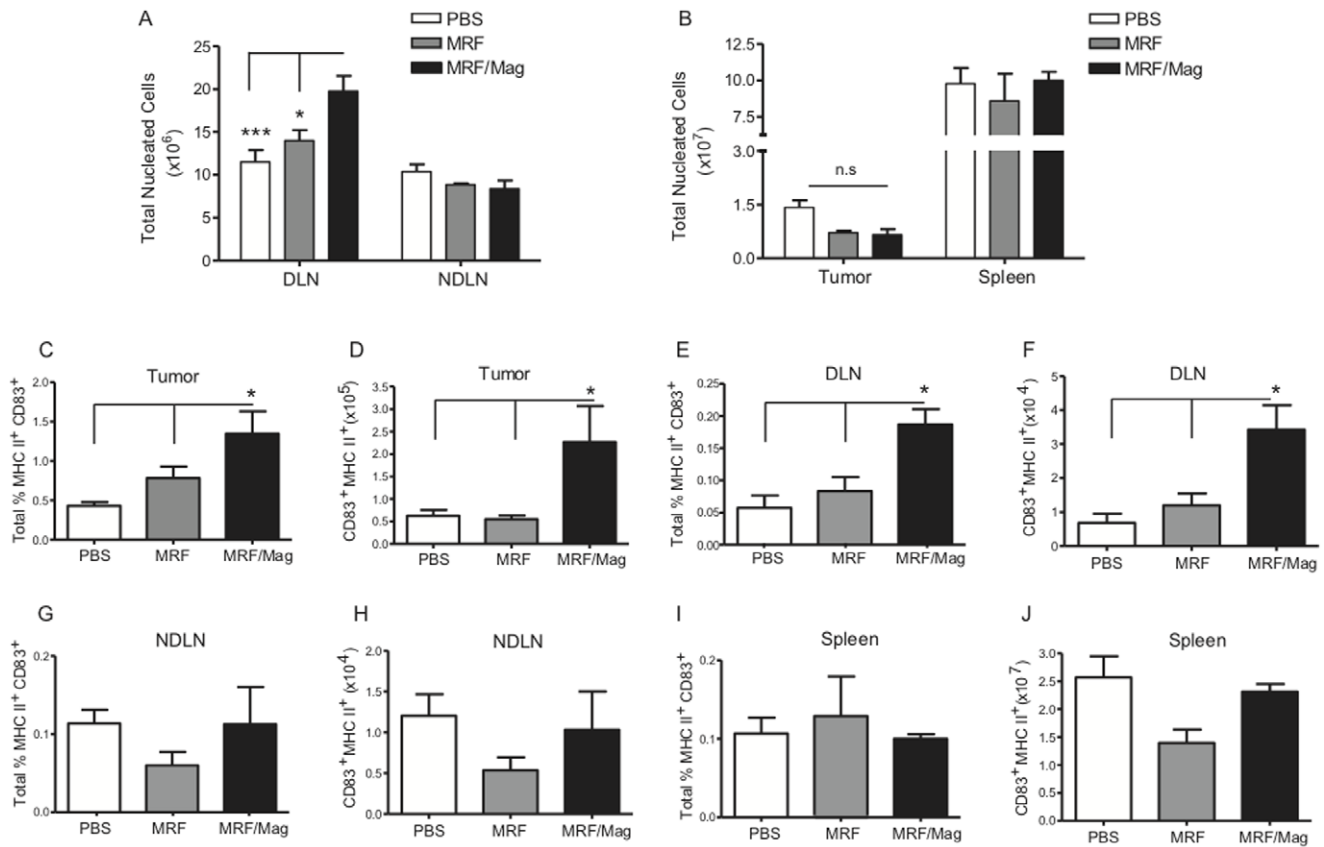 A
PBS
MRF
MRF/Mag
Total Nucleated Cells
(x10⁶)
25
20
15
10
5
0
***
*
DLN
NDLN
B
PBS
MRF
MRF/Mag
Total Nucleated Cells
(x10⁷)
12.5
10.0
7.5
3.0
1.5
0.0
n.s
Tumor
Spleen
C
Tumor
Total % MHC II⁺ CD83⁺
2.0
1.5
1.0
0.5
0.0
*
PBS
MRF
MRF/Mag
D
Tumor
CD83⁺MHC II⁺(x10⁵)
3.5
3.0
2.5
2.0
1.5
1.0
0.5
0.0
*
PBS
MRF
MRF/Mag
E
DLN
Total % MHC II⁺ CD83⁺
0.25
0.20
0.15
0.10
0.05
0.00
*
PBS
MRF
MRF/Mag
F
DLN
CD83⁺MHC II⁺(x10⁴)
5
4
3
2
1
0
*
PBS
MRF
MRF/Mag
G
NDLN
Total % MHC II⁺ CD83⁺
0.2
0.1
0.0
PBS
MRF
MRF/Mag
H
NDLN
CD83⁺MHC II⁺(x10⁴)
2.0
1.5
1.0
0.5
0.0
PBS
MRF
MRF/Mag
I
Spleen
Total % MHC II⁺ CD83⁺
0.2
0.1
0.0
PBS
MRF
MRF/Mag
J
Spleen
CD83⁺MHC II⁺(x10⁷)
3.0
2.5
2.0
1.5
1.0
0.5
0.0
PBS
MRF
MRF/Mag